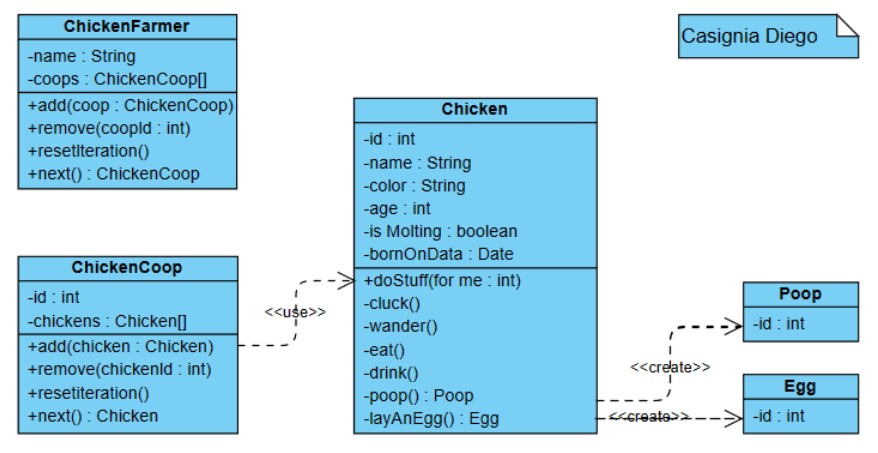 ChickenFarmer
-name : String
-coops : ChickenCoop[]
+add(coop : ChickenCoop)
+remove(coopId : int)
+resetIteration()
+next() : ChickenCoop
Casignia Diego
Chicken
-id : int
-name : String
-color : String
-age : int
-is Molting : boolean
-bornOnData : Date
+doStuff(for me : int)
-cluck()
-wander()
-eat()
-drink()
-poop() : Poop
-layAnEgg() : Egg
ChickenCoop
-id : int
-chickens : Chicken[]
+add(chicken : Chicken)
+remove(chickenId : int)
+resetiteration()
+next() : Chicken
<<use>>
Poop
-id : int
<<create>>
Egg
-id : int
<<create>>